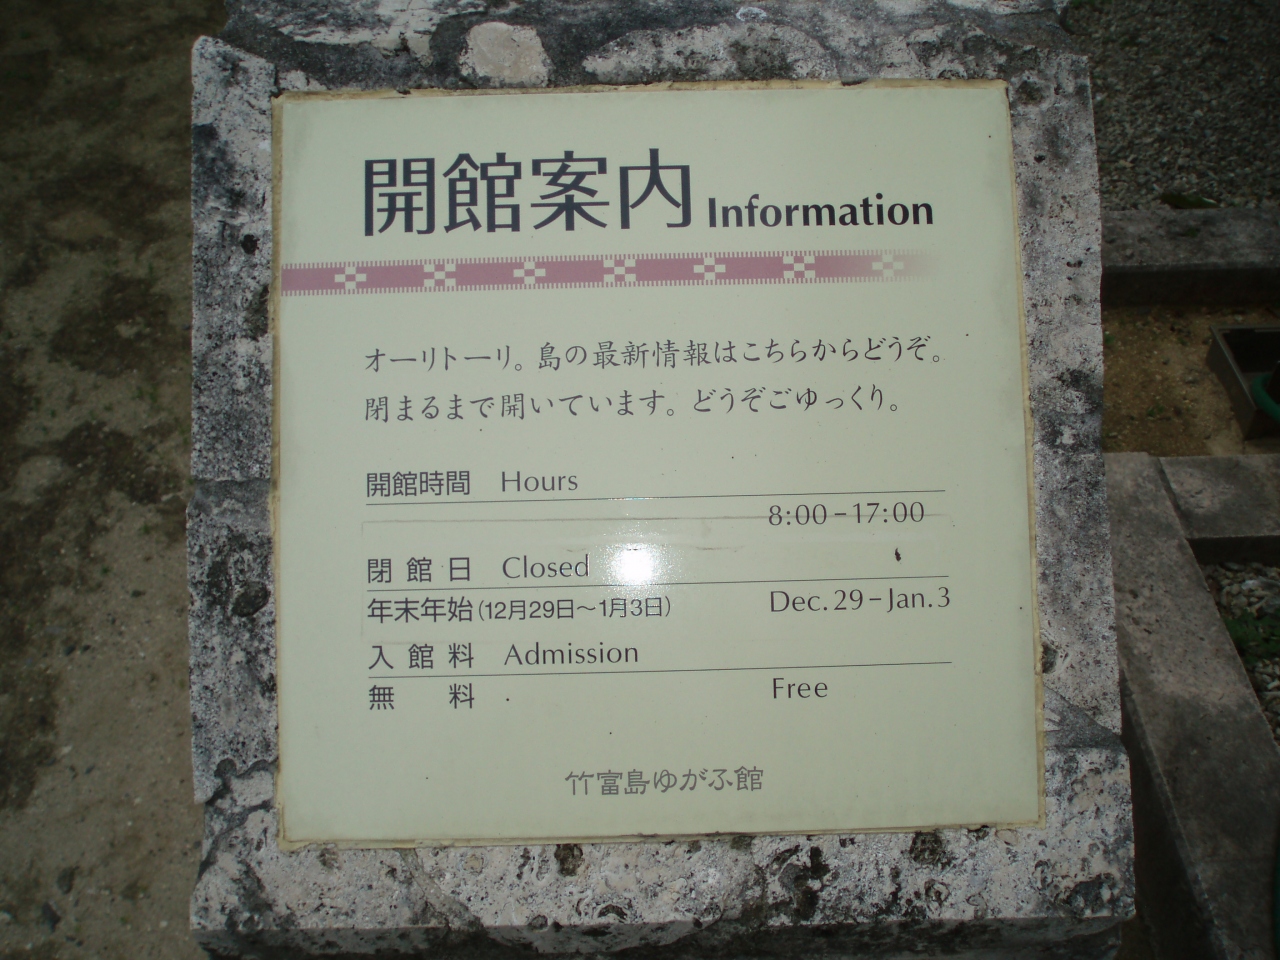 開館案内 Information
オーリトーリ。島の最新情報はこちらからどうぞ。
閉まるまで開いています。どうぞごゆっくり。
開館時間 Hours
8:00-17:00
閉館日 Closed
年末年始(12月29日~1月3日) Dec.29-Jan.3
入館料 Admission
無料 Free
竹富島ゆがふ館